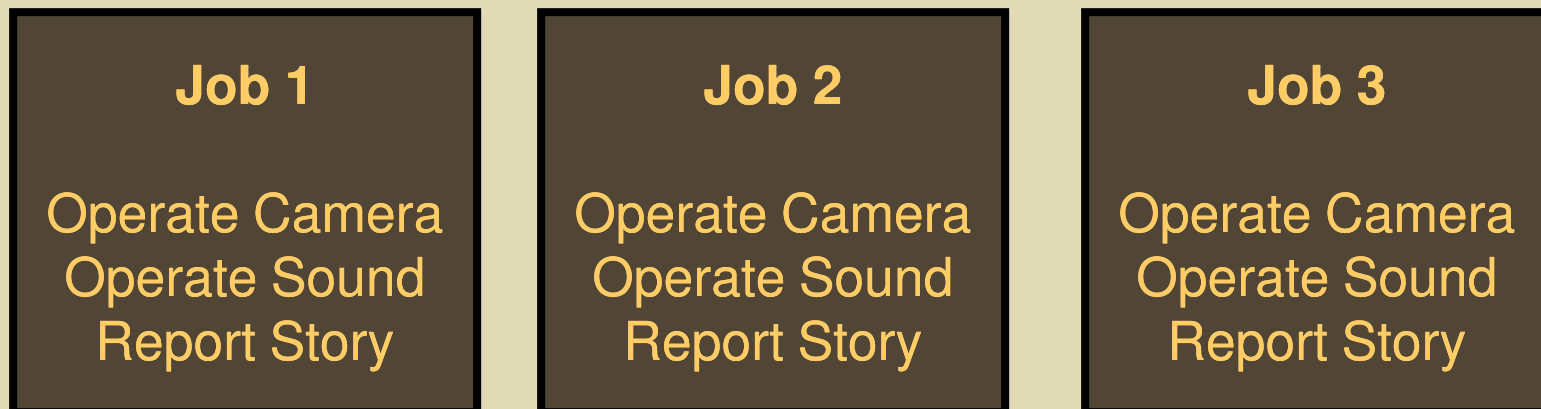 Job 1
Operate Camera
Operate Sound
Report Story
Job 2
Operate Camera
Operate Sound
Report Story
Job 3
Operate Camera
Operate Sound
Report Story